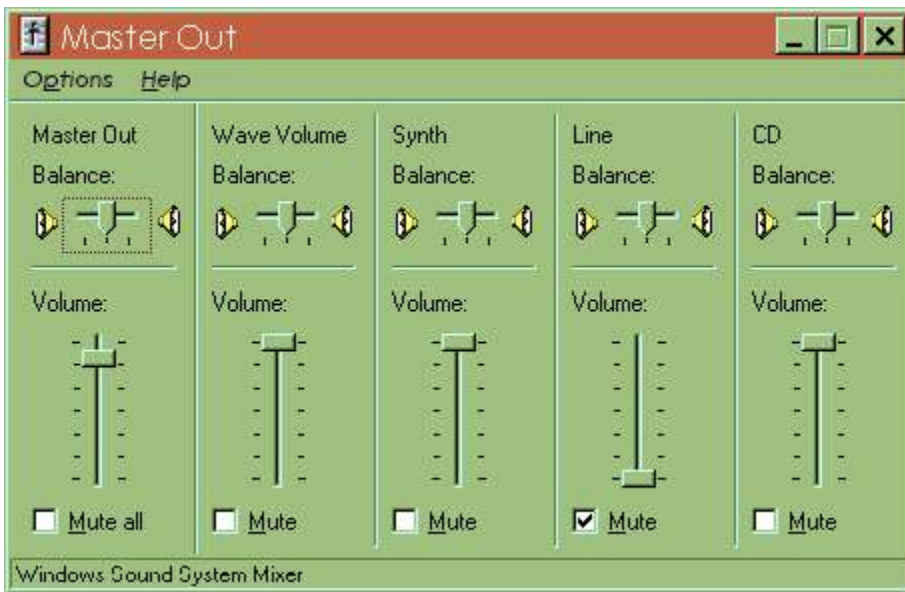 Master Out
Options Help
Master Out Wave Volume Synth Line CD
Balance: Balance: Balance: Balance: Balance:
Volume: Volume: Volume: Volume: Volume:
Mute all Mute Mute Mute Mute
Windows Sound System Mixer